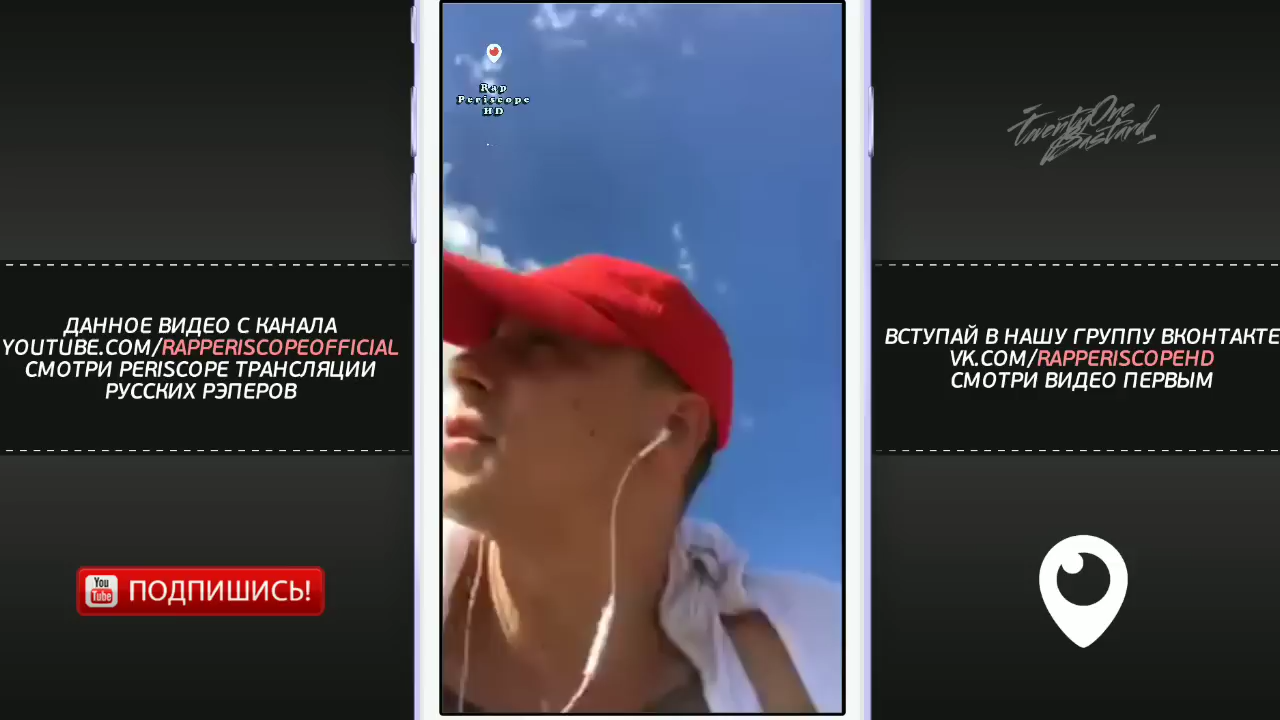 Rap
Periscope
HD
TwentyOne
Bastard
ДАННОЕ ВИДЕО С КАНАЛА
YOUTUBE.COM/RAPPERISCOPEOFFICIAL
СМОТРИ PERISCOPE ТРАНСЛЯЦИИ
РУССКИХ РЭПЕРОВ
ВСТУПАЙ В НАШУ ГРУППУ ВКОНТАКТЕ
VK.COM/RAPPERISCOPEHD
СМОТРИ ВИДЕО ПЕРВЫМ
You
Tube
ПОДПИШИСЬ!